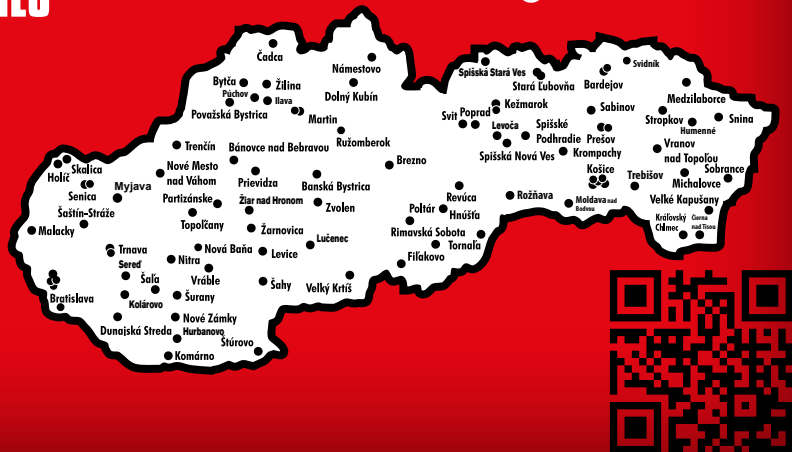 Čadca
Námestovo
Bytča
Žilina
Púchov
Ilava
Dolný Kubín
Považská Bystrica
Martin
Ružomberok
Spišská Stará Ves
Stará Ľubovňa
Svidník
Bardejov
Kežmarok
Sabinov
Medzilaborce
Svit
Poprad
Stropkov
Snina
Humenné
Levoča
Spišské
Podhradie
Prešov
Vranov
nad Topoľou
Spišská Nová Ves
Krompachy
Košice
Trebišov
Sobrance
Michalovce
Trenčín
Bánovce nad Bebravou
Brezno
Skalica
Holíč
Nové Mesto
nad Váhom
Prievidza
Banská Bystrica
Senica
Myjava
Partizánske
Žiar nad Hronom
Zvolen
Revúca
Rožňava
Moldava nad
Bodvou
Veľké Kapušany
Šaštín-Stráže
Topoľčany
Poltár
Hnúšťa
Kráľovský
Chlmec
Čierna
nad Tisou
Malacky
Žarnovica
Rimavská Sobota
Tornaľa
Trnava
Nová Baňa
Levice
Lučenec
Sereď
Nitra
Fiľakovo
Šaľa
Vráble
Šahy
Veľký Krtíš
Bratislava
Kolárovo
Šurany
Dunajská Streda
Nové Zámky
Hurbanovo
Štúrovo
Komárno